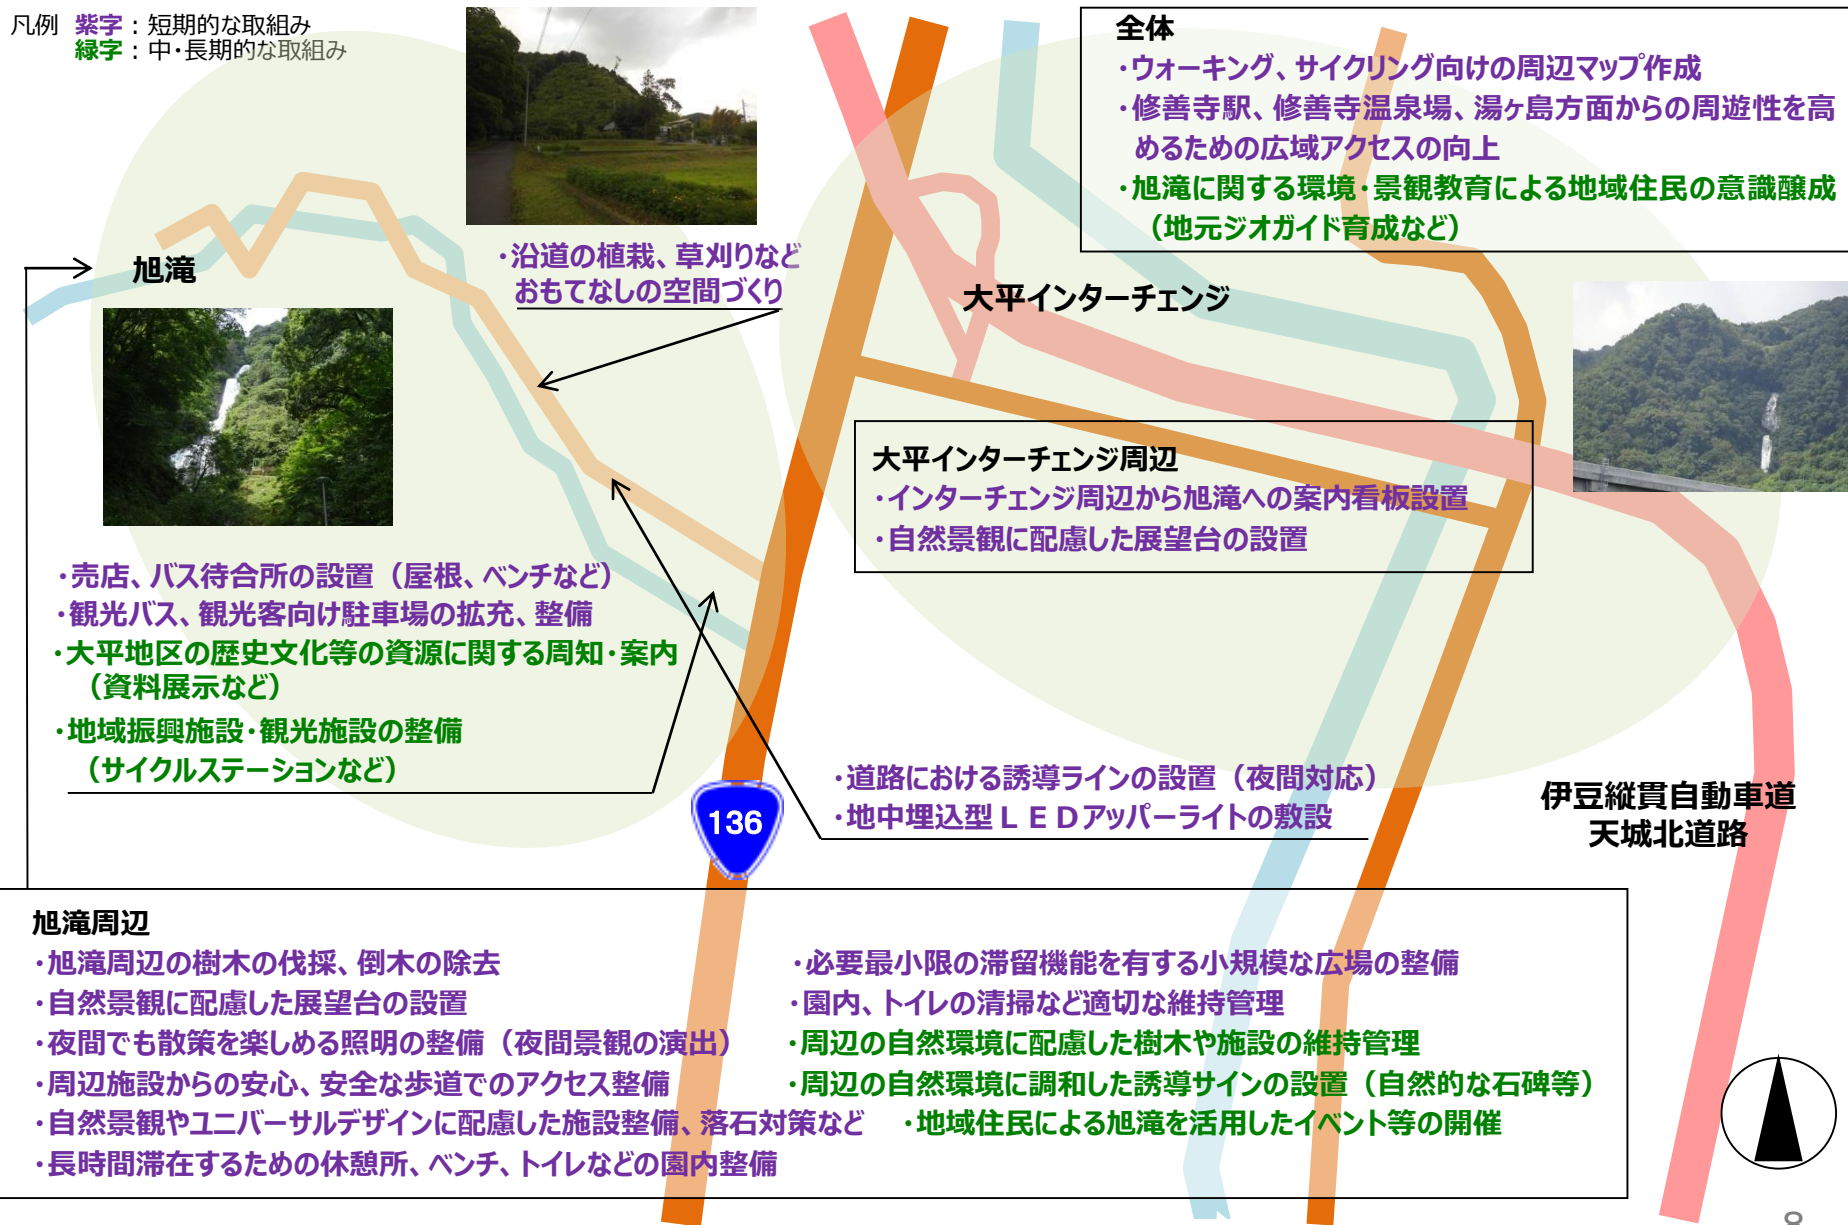 凡例 紫字：短期的な取組み
緑字：中・長期的な取組み
全体
・ウォーキング、サイクリング向けの周辺マップ作成
・修善寺駅、修善寺温泉場、湯ヶ島方面からの周遊性を高
めるための広域アクセスの向上
・旭滝に関する環境・景観教育による地域住民の意識醸成
（地元ジオガイド育成など）
・沿道の植栽、草刈りなど
おもてなしの空間づくり
旭滝
大平インターチェンジ
大平インターチェンジ周辺
・インターチェンジ周辺から旭滝への案内看板設置
・自然景観に配慮した展望台の設置
・売店、バス待合所の設置（屋根、ベンチなど）
・観光バス、観光客向け駐車場の拡充、整備
・大平地区の歴史文化等の資源に関する周知・案内
（資料展示など）
・地域振興施設・観光施設の整備
（サイクルステーションなど）
・道路における誘導ラインの設置（夜間対応）
・地中埋込型ＬＥＤアッパーライトの敷設
136
伊豆縦貫自動車道
天城北道路
旭滝周辺
・旭滝周辺の樹木の伐採、倒木の除去
・自然景観に配慮した展望台の設置
・夜間でも散策を楽しめる照明の整備（夜間景観の演出）
・周辺施設からの安心、安全な歩道でのアクセス整備
・自然景観やユニバーサルデザインに配慮した施設整備、落石対策など
・長時間滞在するための休憩所、ベンチ、トイレなどの園内整備
・必要最小限の滞留機能を有する小規模な広場の整備
・園内、トイレの清掃など適切な維持管理
・周辺の自然環境に配慮した樹木や施設の維持管理
・周辺の自然環境に調和した誘導サインの設置（自然的な石碑等）
・地域住民による旭滝を活用したイベント等の開催